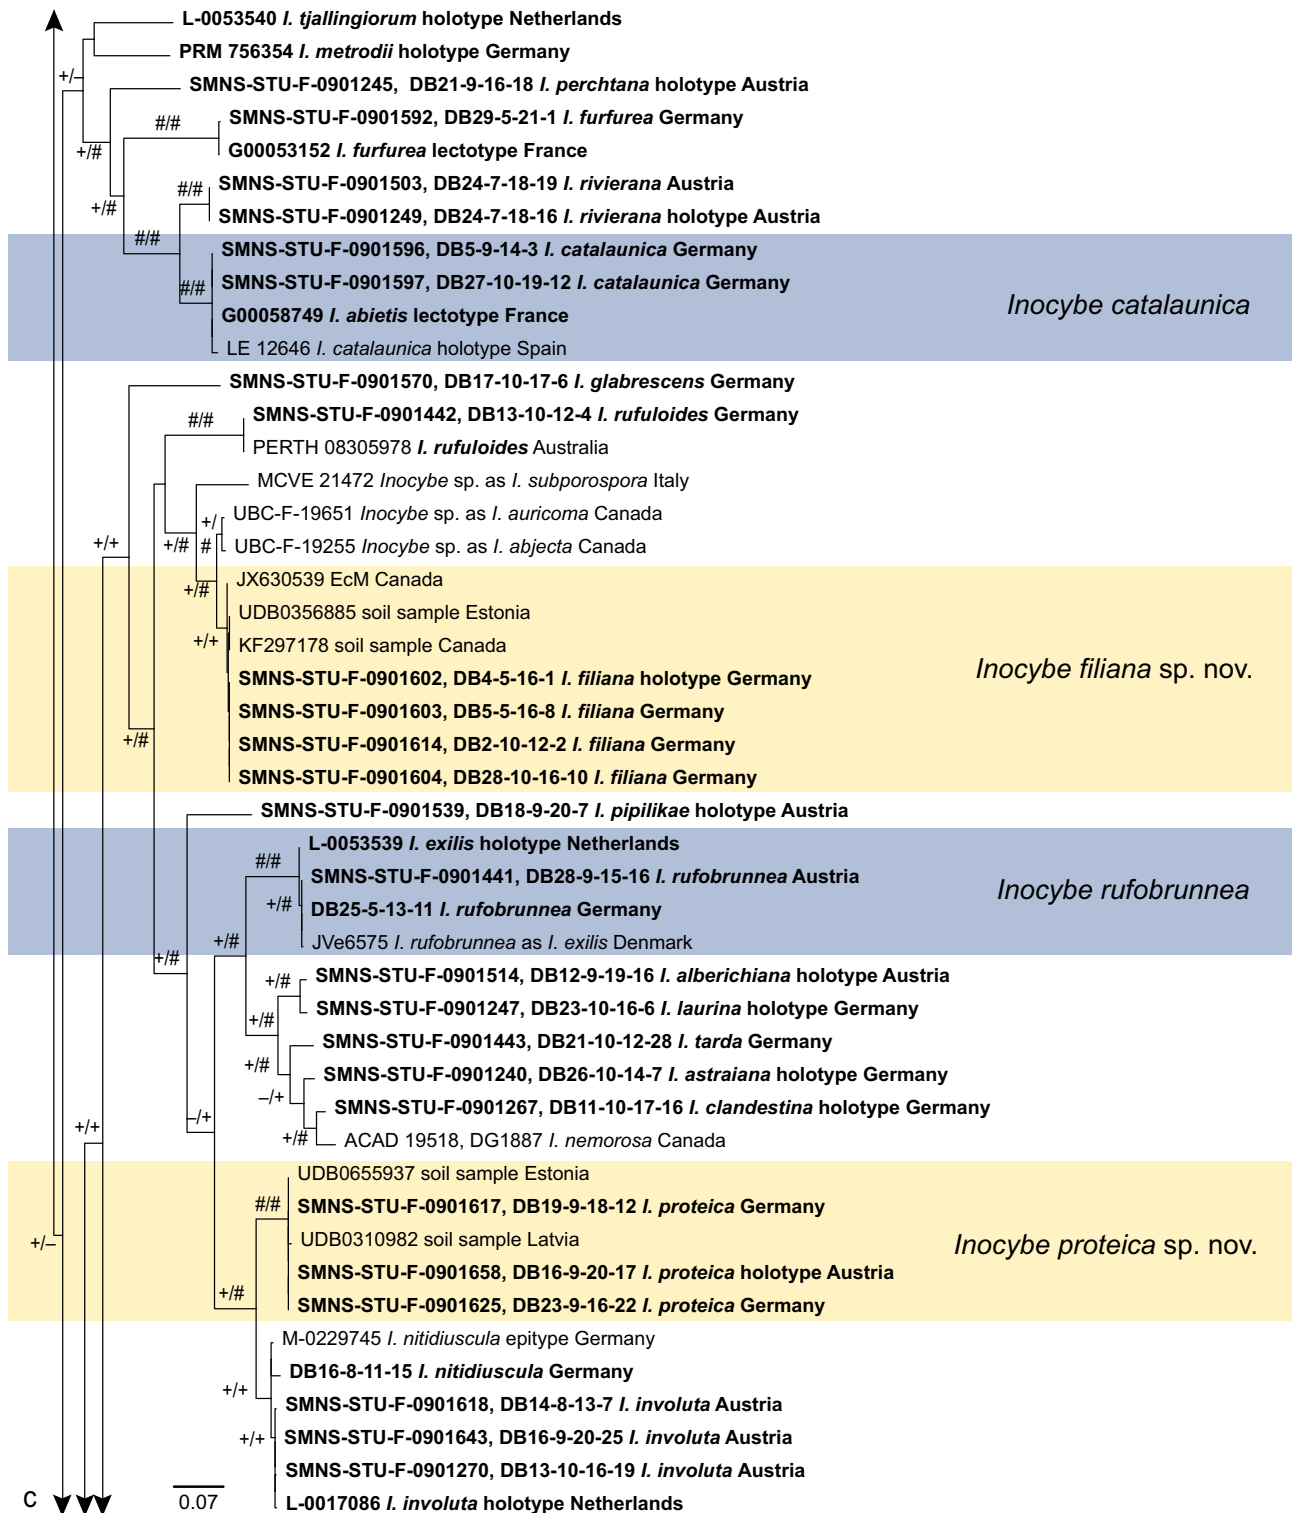 L-0053540 I. tjallingiorum holotype Netherlands
PRM 756354 I. metrodii holotype Germany
+/–
SMNS-STU-F-0901245, DB21-9-16-18 I. perchtana holotype Austria
#/#
SMNS-STU-F-0901592, DB29-5-21-1 I. furfurea Germany
+/#
G00053152 I. furfurea lectotype France
#/#
SMNS-STU-F-0901503, DB24-7-18-19 I. rivierana Austria
+/#
SMNS-STU-F-0901249, DB24-7-18-16 I. rivierana holotype Austria
#/#
SMNS-STU-F-0901596, DB5-9-14-3 I. catalaunica Germany
#/#
SMNS-STU-F-0901597, DB27-10-19-12 I. catalaunica Germany
Inocybe catalaunica
G00058749 I. abietis lectotype France
LE 12646 I. catalaunica holotype Spain
SMNS-STU-F-0901570, DB17-10-17-6 I. glabrescens Germany
#/#
SMNS-STU-F-0901442, DB13-10-12-4 I. rufuloides Germany
PERTH 08305978 I. rufuloides Australia
MCVE 21472 Inocybe sp. as I. subporospora Italy
+/
#
UBC-F-19651 Inocybe sp. as I. auricoma Canada
+/+
+/#
UBC-F-19255 Inocybe sp. as I. abjecta Canada
+/#
JX630539 EcM Canada
UDB0356885 soil sample Estonia
+/+
KF297178 soil sample Canada
Inocybe filiana sp. nov.
SMNS-STU-F-0901602, DB4-5-16-1 I. filiana holotype Germany
SMNS-STU-F-0901603, DB5-5-16-8 I. filiana Germany
+/#
SMNS-STU-F-0901614, DB2-10-12-2 I. filiana Germany
SMNS-STU-F-0901604, DB28-10-16-10 I. filiana Germany
SMNS-STU-F-0901539, DB18-9-20-7 I. pipilikae holotype Austria
L-0053539 I. exilis holotype Netherlands
#/#
SMNS-STU-F-0901441, DB28-9-15-16 I. rufobrunnea Austria
Inocybe rufobrunnea
+/#
DB25-5-13-11 I. rufobrunnea Germany
+/#
JVe6575 I. rufobrunnea as I. exilis Denmark
+/#
+/#
SMNS-STU-F-0901514, DB12-9-19-16 I. alberichiana holotype Austria
SMNS-STU-F-0901247, DB23-10-16-6 I. laurina holotype Germany
+/#
SMNS-STU-F-0901443, DB21-10-12-28 I. tarda Germany
+/#
SMNS-STU-F-0901240, DB26-10-14-7 I. astraiana holotype Germany
–/+
SMNS-STU-F-0901267, DB11-10-17-16 I. clandestina holotype Germany
+/+
–/+
+/#
ACAD 19518, DG1887 I. nemorosa Canada
UDB0655937 soil sample Estonia
#/#
SMNS-STU-F-0901617, DB19-9-18-12 I. proteica Germany
+/–
UDB0310982 soil sample Latvia
Inocybe proteica sp. nov.
SMNS-STU-F-0901658, DB16-9-20-17 I. proteica holotype Austria
+/#
SMNS-STU-F-0901625, DB23-9-16-22 I. proteica Germany
M-0229745 I. nitidiuscula epitype Germany
DB16-8-11-15 I. nitidiuscula Germany
+/+
SMNS-STU-F-0901618, DB14-8-13-7 I. involuta Austria
+/+
SMNS-STU-F-0901643, DB16-9-20-25 I. involuta Austria
SMNS-STU-F-0901270, DB13-10-16-19 I. involuta Austria
C
0.07
L-0017086 I. involuta holotype Netherlands